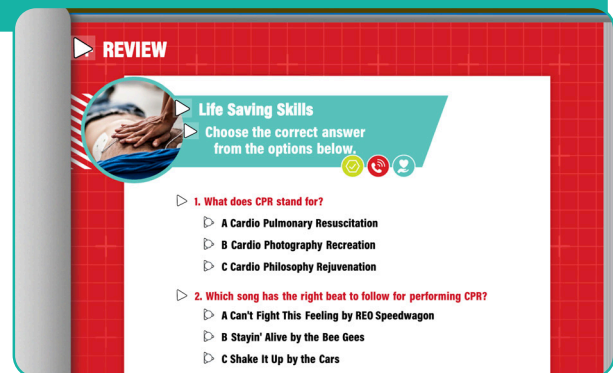 REVIEW
Life Saving Skills
Choose the correct answer
from the options below.
1. What does CPR stand for?
A Cardio Pulmonary Resuscitation
B Cardio Photography Recreation
C Cardio Philosophy Rejuvenation
2. Which song has the right beat to follow for performing CPR?
A Can't Fight This Feeling by REO Speedwagon
B Stayin' Alive by the Bee Gees
C Shake It Up by the Cars